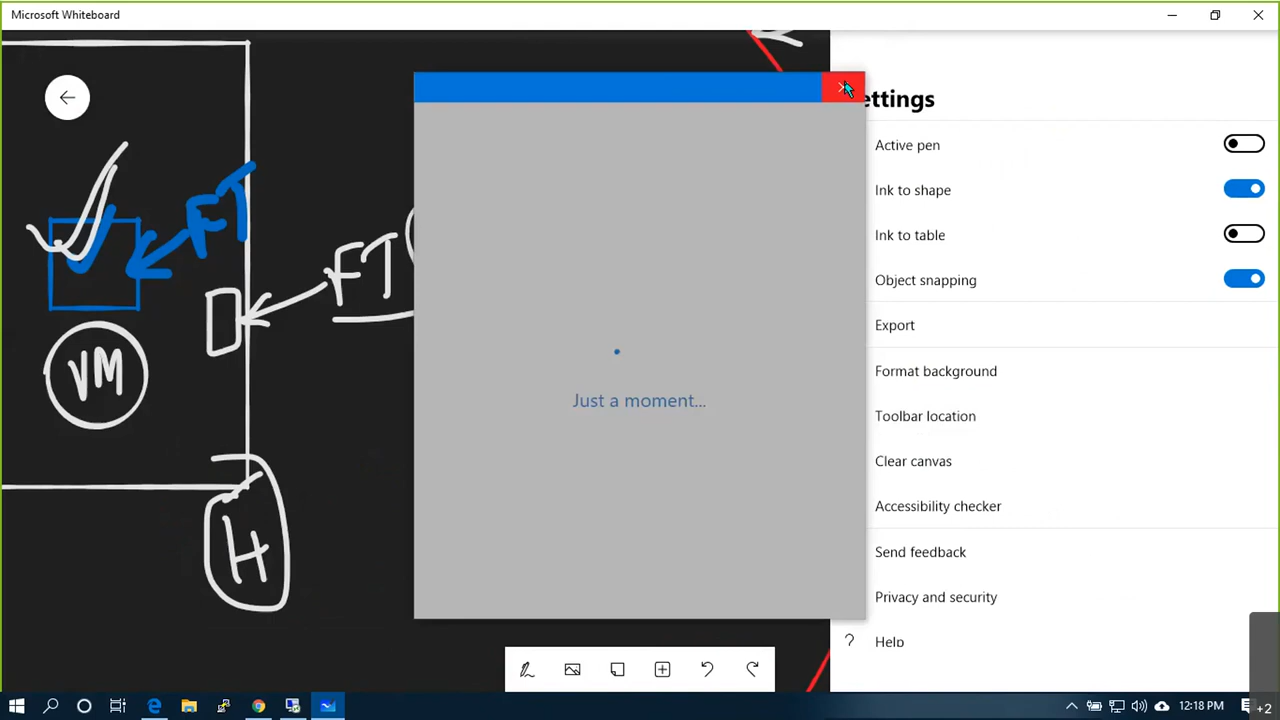 Microsoft Whiteboard
ettings
Active pen
Ink to shape
Ink to table
Object snapping
Export
Format background
Toolbar location
Clear canvas
Accessibility checker
Send feedback
Privacy and security
? Help
Just a moment...
FT
FT
VM
H
12:18 PM
+2